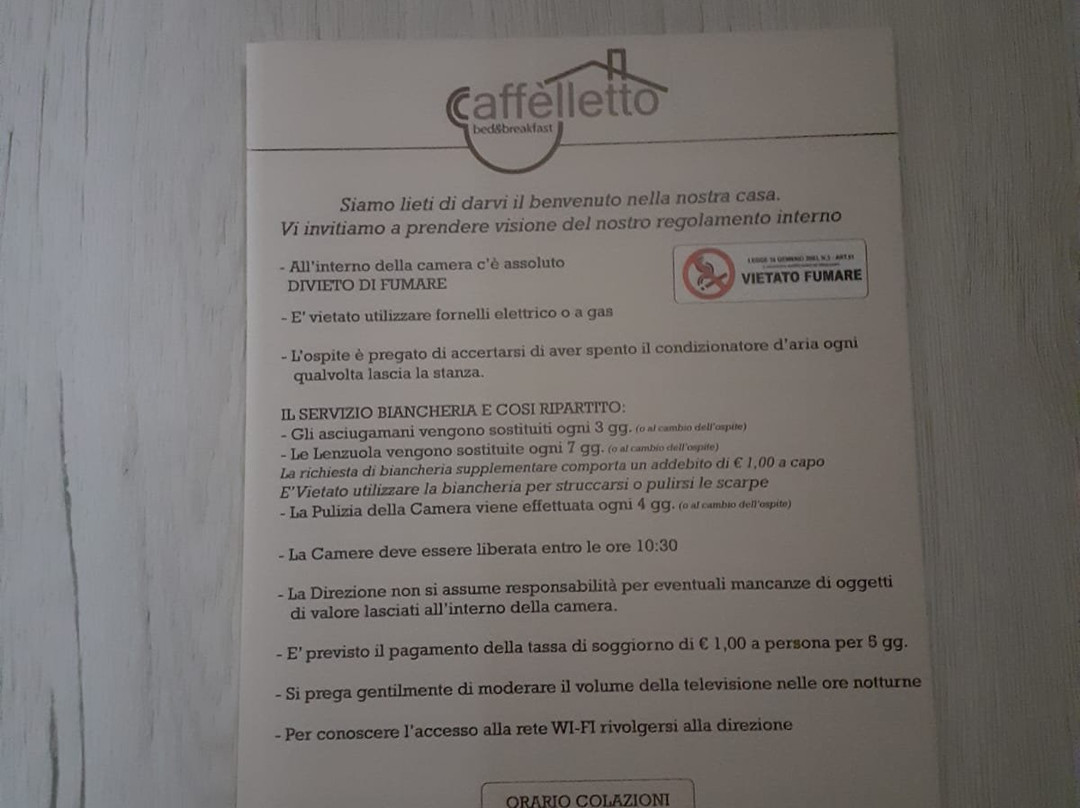 caffèlletto
bed&breakfast
Siamo lieti di darvi il benvenuto nella nostra casa.
Vi invitiamo a prendere visione del nostro regolamento interno
- All'interno della camera c'è assoluto
DIVIETO DI FUMARE
VIETATO FUMARE
- E' vietato utilizzare fornelli elettrico o a gas
- L'ospite è pregato di accertarsi di aver spento il condizionatore d'aria ogni
qualvolta lascia la stanza.
IL SERVIZIO BIANCHERIA E COSI RIPARTITO:
- Gli asciugamani vengono sostituiti ogni 3 gg. (o al cambio dell'ospite)
- Le Lenzuola vengono sostituite ogni 7 gg. (o al cambio dell'ospite)
La richiesta di biancheria supplementare comporta un addebito di € 1,00 a capo
E'Vietato utilizzare la biancheria per struccarsi o pulirsi le scarpe
- La Pulizia della Camera viene effettuata ogni 4 gg. (o al cambio dell'ospite)
- La Camere deve essere liberata entro le ore 10:30
- La Direzione non si assume responsabilità per eventuali mancanze di oggetti
di valore lasciati all'interno della camera.
- E' previsto il pagamento della tassa di soggiorno di € 1,00 a persona per 5 gg.
- Si prega gentilmente di moderare il volume della televisione nelle ore notturne
- Per conoscere l'accesso alla rete WI-FI rivolgersi alla direzione
ORARIO COLAZIONI